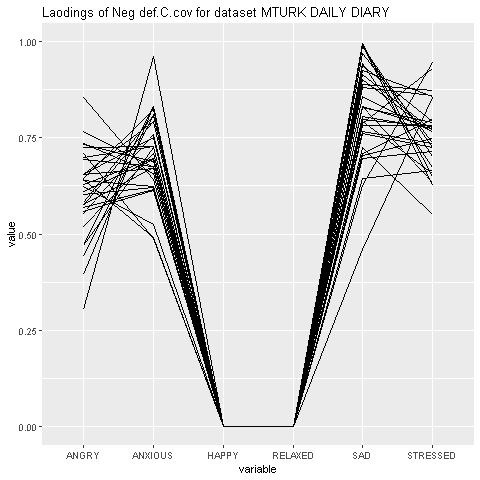 Laodings of Neg def.C.cov for dataset MTURK DAILY DIARY
1.00
0.75
0.50
0.25
0.00
value
ANGRY ANXIOUS HAPPY RELAXED SAD STRESSED
variable